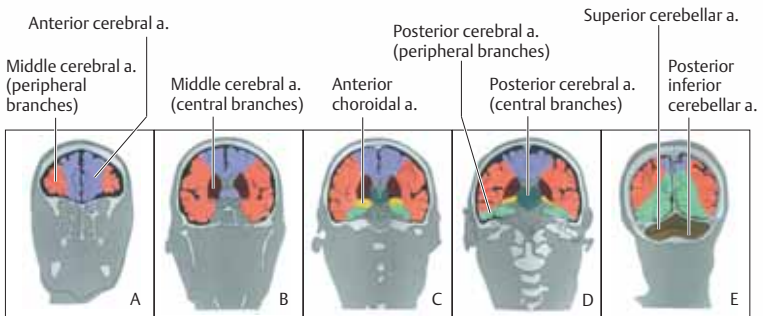 Anterior cerebral a.
Middle cerebral a.
(peripheral
branches)
Middle cerebral a.
(central branches)
Anterior
choroidal a.
Posterior cerebral a.
(peripheral branches)
Posterior cerebral a.
(central branches)
Superior cerebellar a.
Posterior
inferior
cerebellar a.
A
B
C
D
E